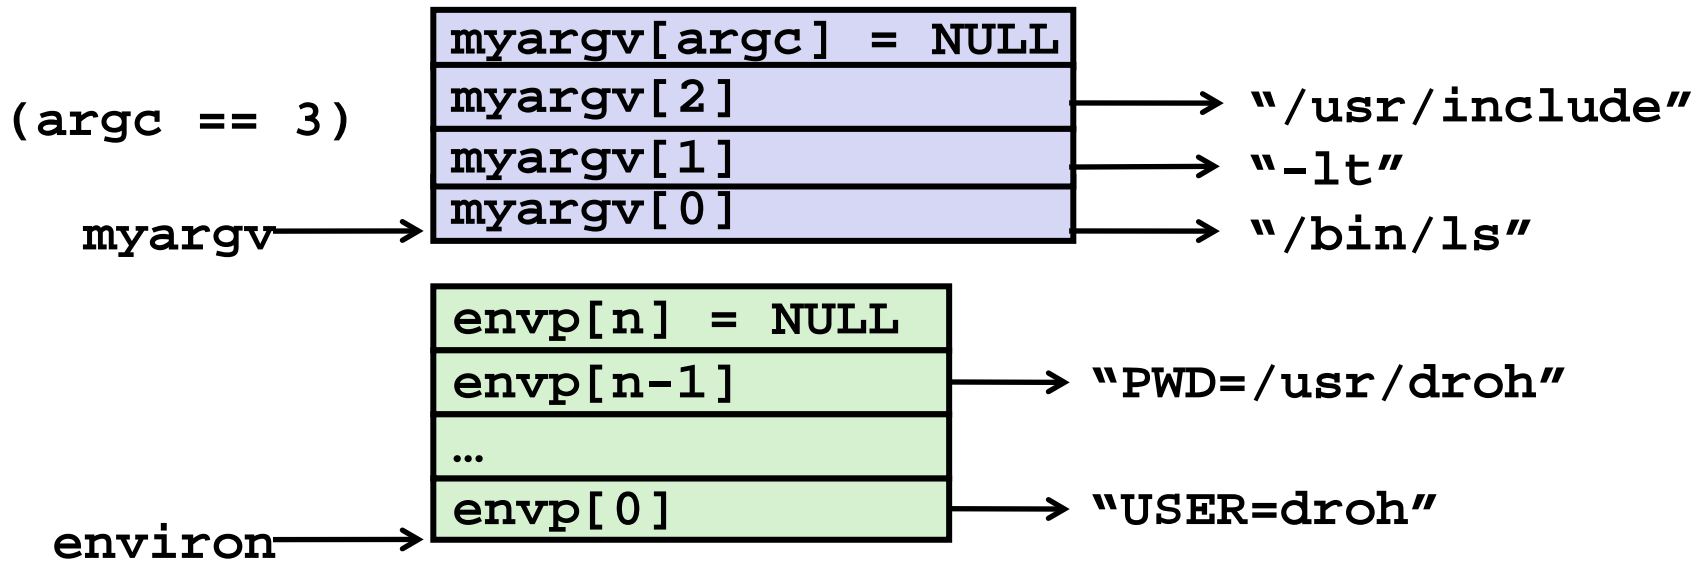 myargv[argc] = NULL
(argc == 3)
myargv[2]
“/usr/include”
myargv[1]
“-lt”
myargv
myargv[0]
“/bin/ls”
envp[n] = NULL
envp[n-1]
“PWD=/usr/droh”
…
envp[0]
“USER=droh”
environ